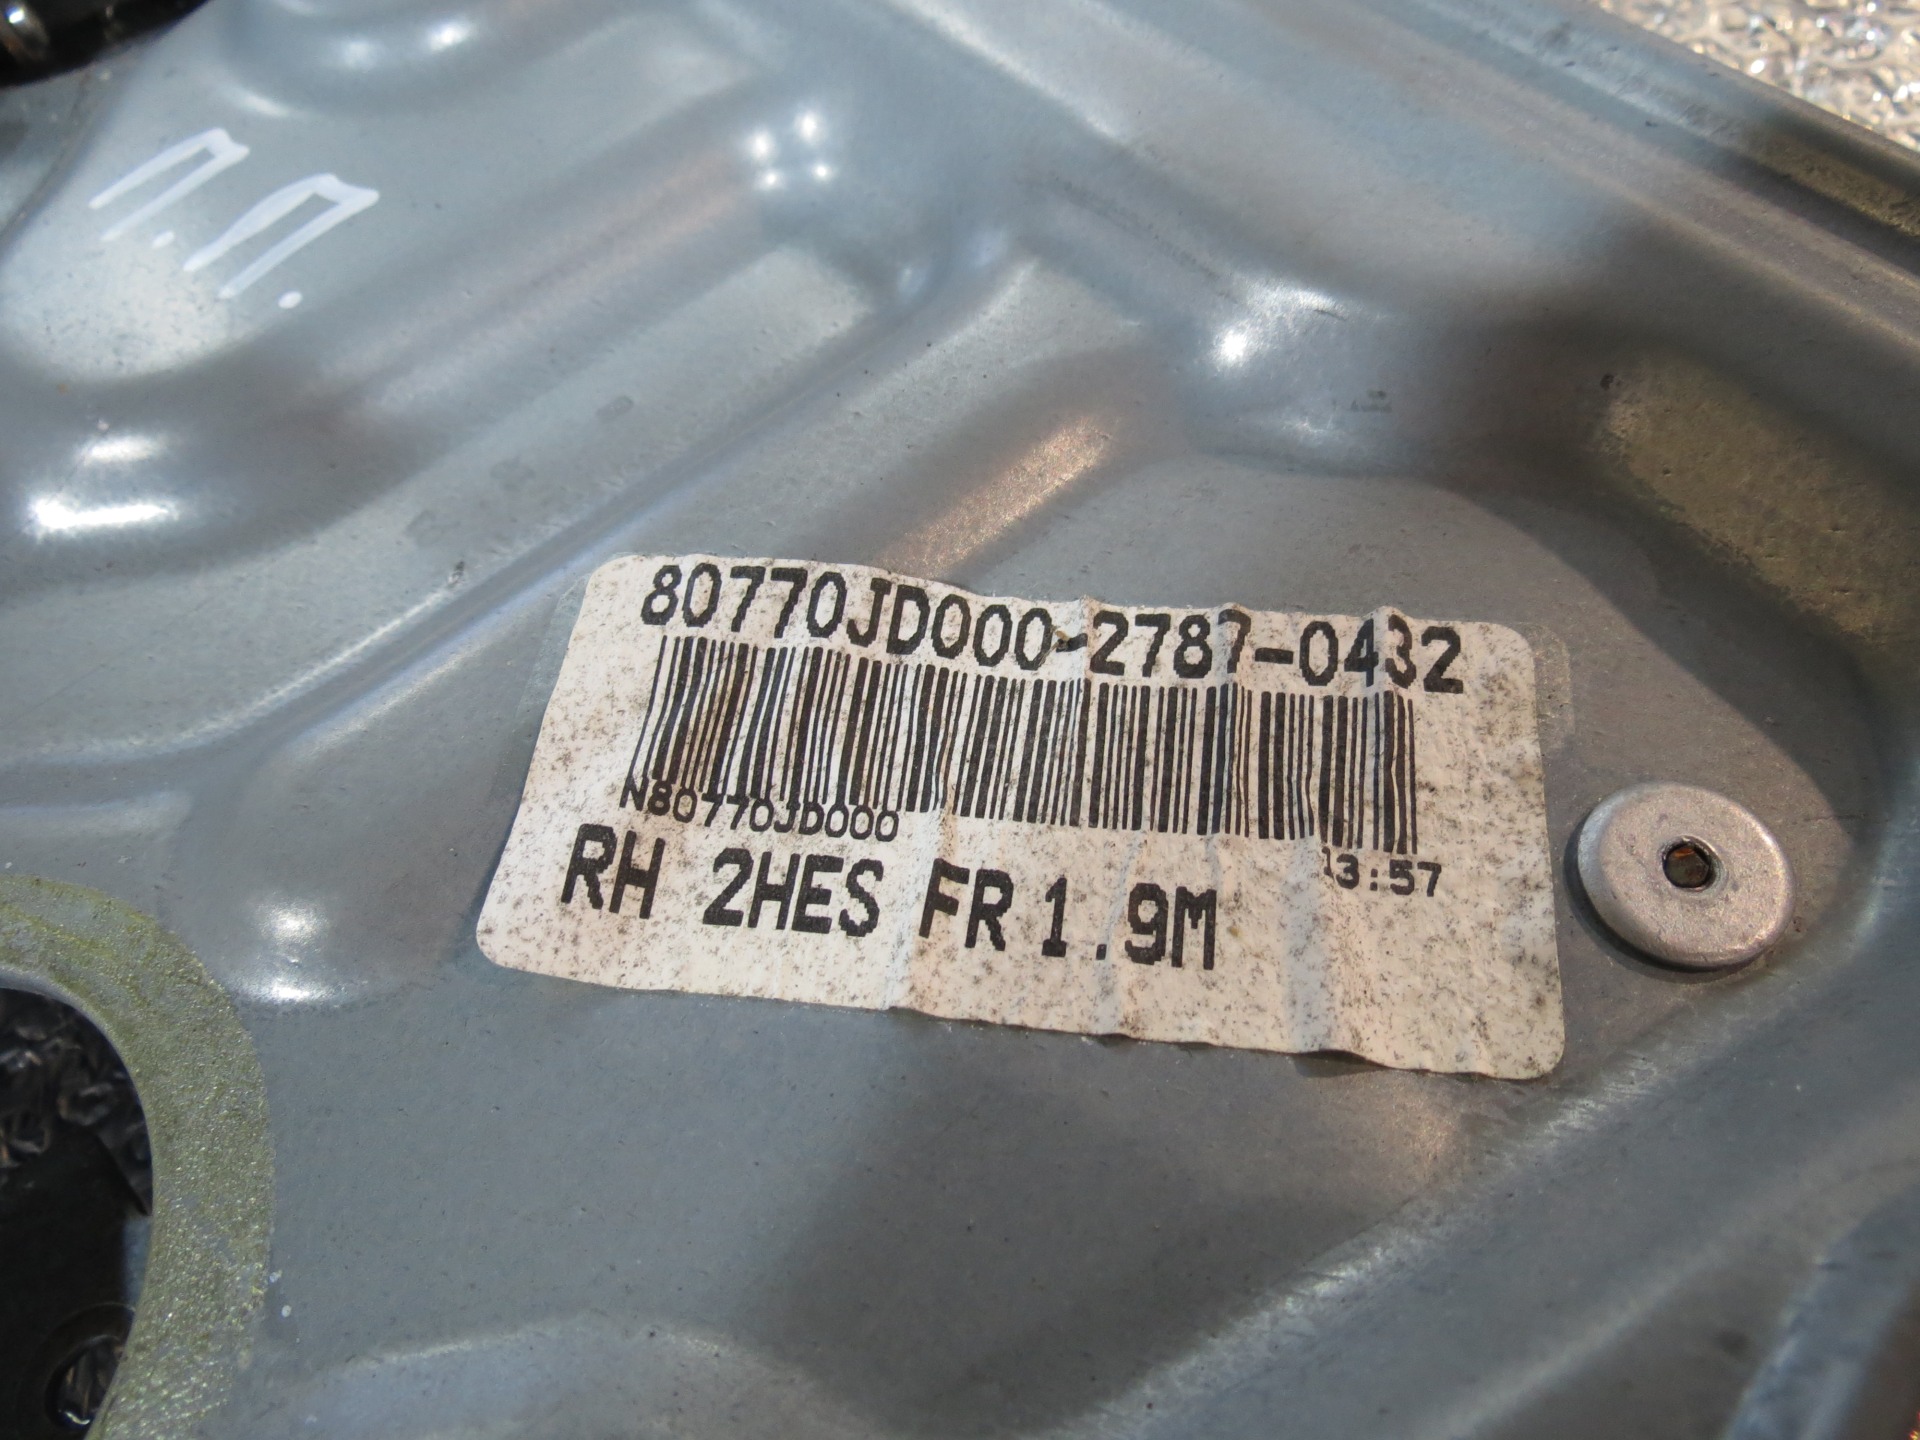 П.П.
80770JD000-2787-0432
N80770JD000
13:57
RH 2HES FR 1.9M